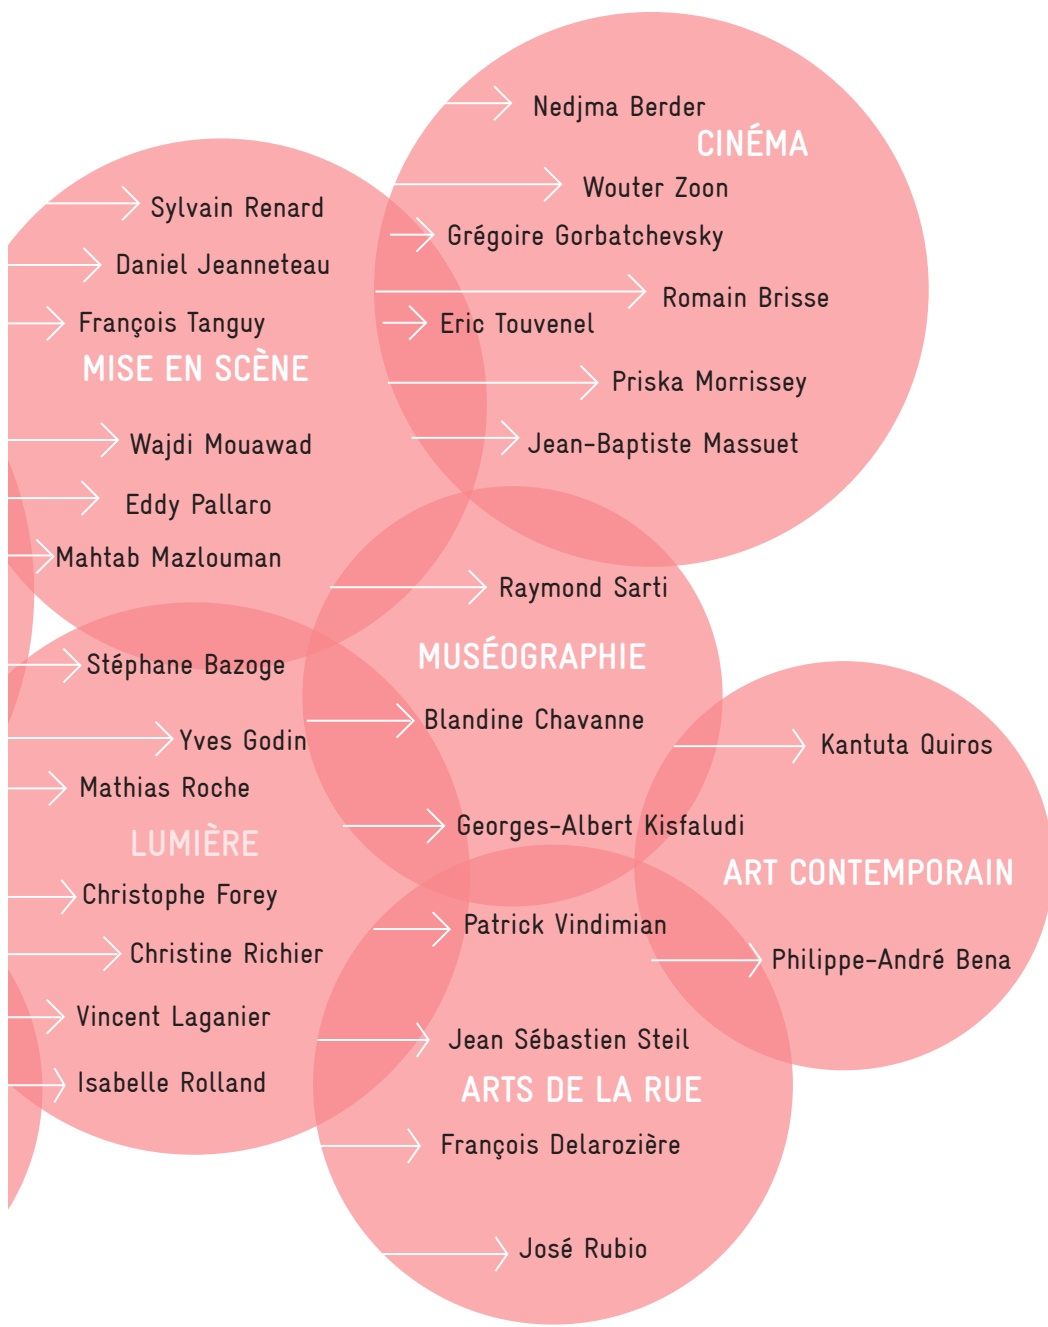 Nedjma Berder
CINÉMA
Wouter Zoon
Grégoire Gorbatchevsky
Romain Brisse
Eric Touvenel
Priska Morrissey
Jean-Baptiste Massuet
Sylvain Renard
Daniel Jeanneteau
François Tanguy
MISE EN SCÈNE
Wajdi Mouawad
Eddy Pallaro
Mahtab Mazlouman
Raymond Sarti
MUSÉOGRAPHIE
Blandine Chavanne
Georges-Albert Kisfaludi
Stéphane Bazoge
Yves Godin
Mathias Roche
LUMIÈRE
Christophe Forey
Christine Richier
Vincent Laganier
Isabelle Rolland
Kantuta Quiros
ART CONTEMPORAIN
Philippe-André Bena
Patrick Vindimian
Jean Sébastien Steil
ARTS DE LA RUE
François Delarozière
José Rubio